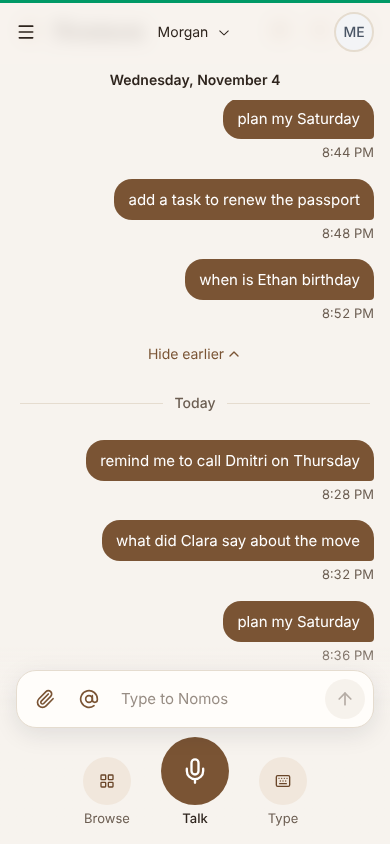 Morgan
ME
Wednesday, November 4
plan my Saturday
8:44 PM
add a task to renew the passport
8:48 PM
when is Ethan birthday
8:52 PM
Hide earlier
Today
remind me to call Dmitri on Thursday
8:28 PM
what did Clara say about the move
8:32 PM
plan my Saturday
8:36 PM
Type to Nomos
Browse
Talk
Type